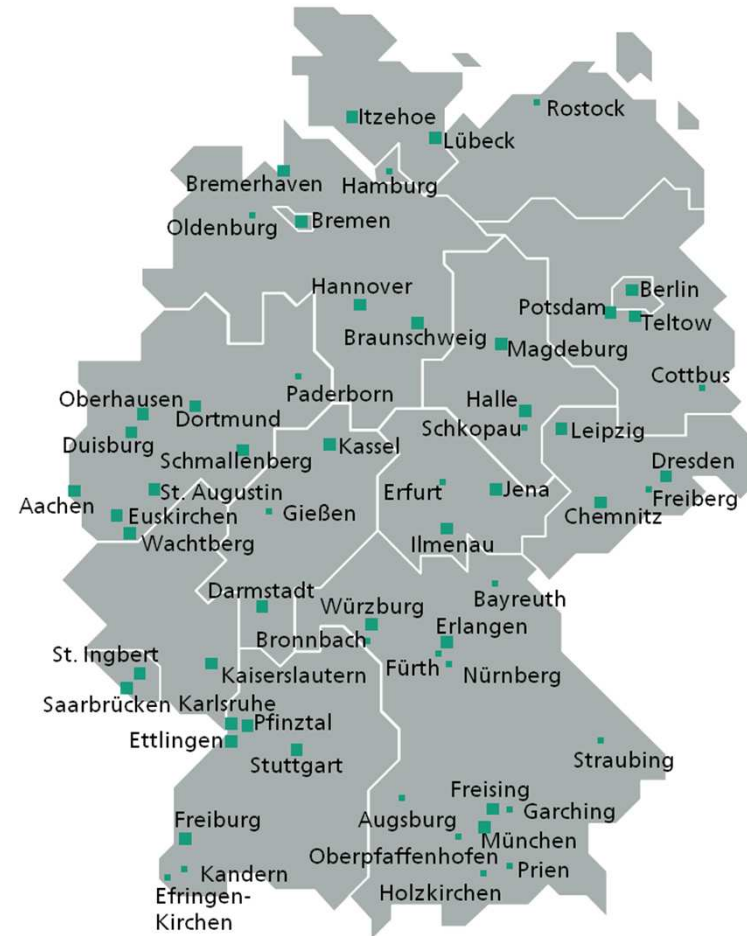 Rostock
Itzehoe
Lübeck
Bremerhaven
Hamburg
Oldenburg
Bremen
Hannover
Berlin
Potsdam
Teltow
Braunschweig
Magdeburg
Cottbus
Paderborn
Oberhausen
Halle
Dortmund
Schkopau
Leipzig
Duisburg
Kassel
Schmallenberg
Dresden
Aachen
St. Augustin
Erfurt
Jena
Freiberg
Euskirchen
Gießen
Chemnitz
Wachtberg
Ilmenau
Darmstadt
Bayreuth
Würzburg
Bronnbach
Erlangen
St. Ingbert
Fürth
Kaiserslautern
Nürnberg
Saarbrücken
Karlsruhe
Pfinztal
Ettlingen
Stuttgart
Straubing
Freising
Freiburg
Augsburg
Garching
München
Oberpfaffenhofen
Kandern
Prien
Holzkirchen
Efringen-
Kirchen